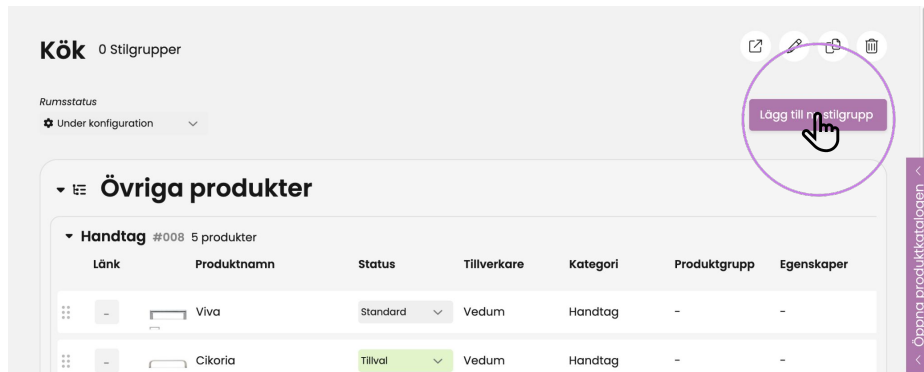 Kök 0 Stilgrupper
Rumsstatus
Under konfiguration
Lägg till ny stilgrupp
Övriga produkter
Handtag #008 5 produkter
Länk Produktnamn Status Tillverkare Kategori Produktgrupp Egenskaper
- Viva Standard Vedum Handtag - -
- Cikoria Tillval Vedum Handtag - -
Öppna produktkatalogen